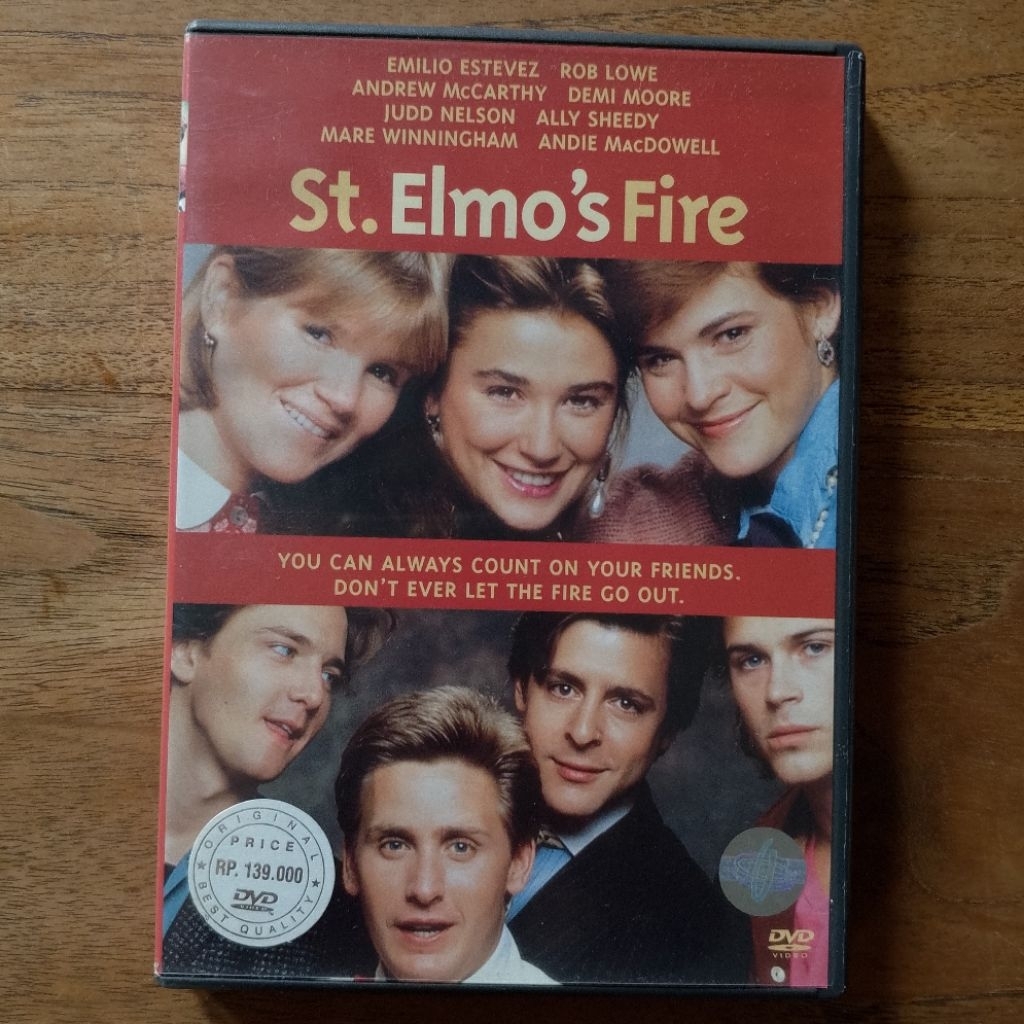 EMILIO ESTEVEZ ROB LOWE
ANDREW McCARTHY DEMI MOORE
JUDD NELSON ALLY SHEEDY
MARE WINNINGHAM ANDIE MacDOWELL
St. Elmo's Fire
YOU CAN ALWAYS COUNT ON YOUR FRIENDS.
DON'T EVER LET THE FIRE GO OUT.
ORIGINAL
PRICE
RP. 139.000
DVD
VIDEO
BEST QUALITY
DVD
VIDEO